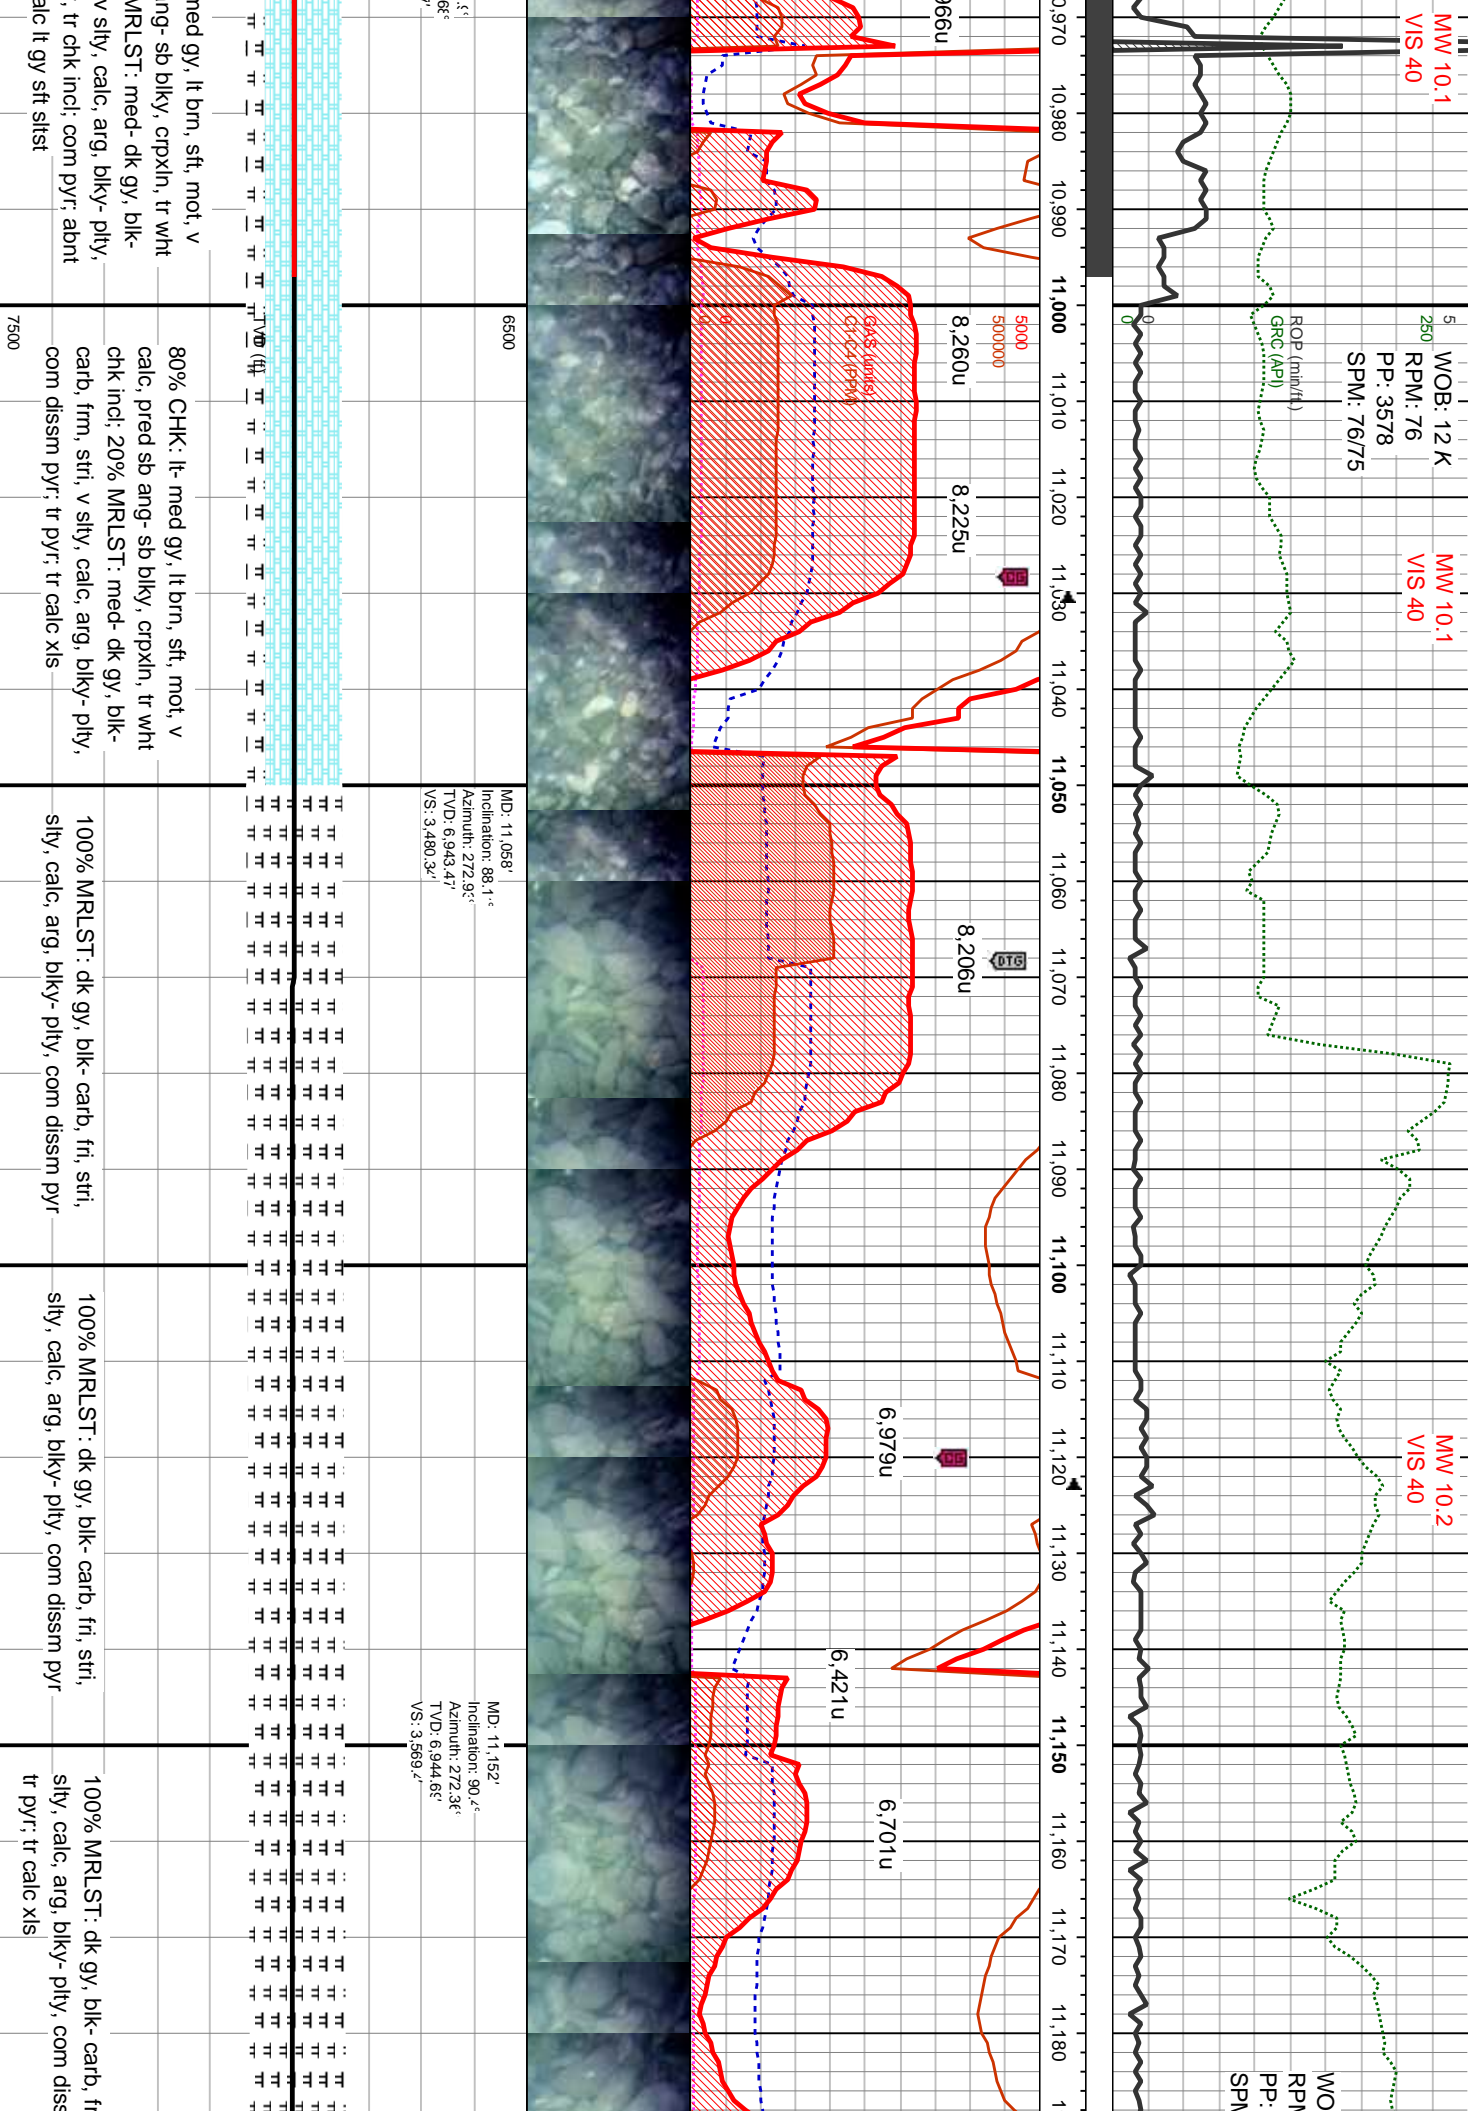 MW 10.1
VIS 40
5
250
WOB: 12 K
RPM: 76
PP: 3578
SPM: 76/75
ROP (min/ft.)
GRC (API)
0
0
MW 10.1
VIS 40
MW 10.2
VIS 40
WO
RPM
PP:
SPM
0,970
10,980
10,990
11,000
11,010
11,020
11,030
11,040
11,050
11,060
11,070
11,080
11,090
11,100
11,110
11,120
11,130
11,140
11,150
11,160
11,170
11,180
1
5000
500000
966u
8,260u
8,225u
CG
8,206u
DTG
6,979u
CG
6,421u
6,701u
GAS (units)
C1-C4 (PPM)
0
6500
TVD (ft)
7500
MD: 11,058'
Inclination: 88.1
Azimuth: 272.9
TVD: 6,943.47'
VS: 3,480.34'
MD: 11,152'
Inclination: 90.4
Azimuth: 272.36
TVD: 6,944.69'
VS: 3,569.4'
med gy, lt brn, sft, mot, v
ang- sb blky, crpxln, tr wht
MRLST: med- dk gy, blk-
v slty, calc, arg, blky- plty,
, tr chk incl; com pyr; abnt
alc lt gy sft sltst
80% CHK: lt- med gy, lt brn, sft, mot, v
calc, pred sb ang- sb blky, crpxln, tr wht
chk incl; 20% MRLST: med- dk gy, blk-
carb, frm, stri, v slty, calc, arg, blky- plty,
com dissm pyr; tr pyr; tr calc xls
100% MRLST: dk gy, blk- carb, fri, stri,
slty, calc, arg, blky- plty, com dissm pyr
100% MRLST: dk gy, blk- carb, fri, stri,
slty, calc, arg, blky- plty, com dissm pyr
100% MRLST: dk gy, blk- carb, fr
slty, calc, arg, blky- plty, com diss
tr pyr; tr calc xls